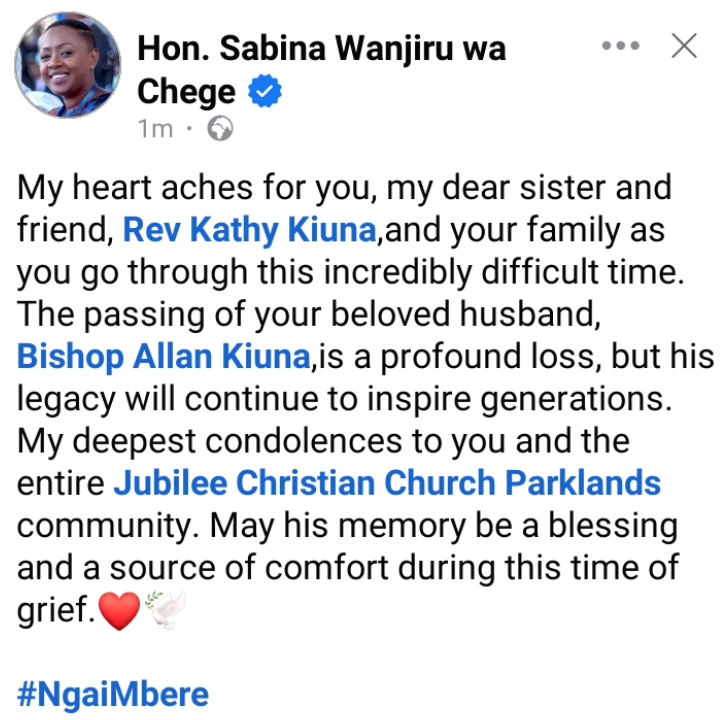 Hon. Sabina Wanjiru wa
Chege
1m ·
My heart aches for you, my dear sister and
friend, Rev Kathy Kiuna,and your family as
you go through this incredibly difficult time.
The passing of your beloved husband,
Bishop Allan Kiuna,is a profound loss, but his
legacy will continue to inspire generations.
My deepest condolences to you and the
entire Jubilee Christian Church Parklands
community. May his memory be a blessing
and a source of comfort during this time of
grief.❤️🕊️
#NgaiMbere